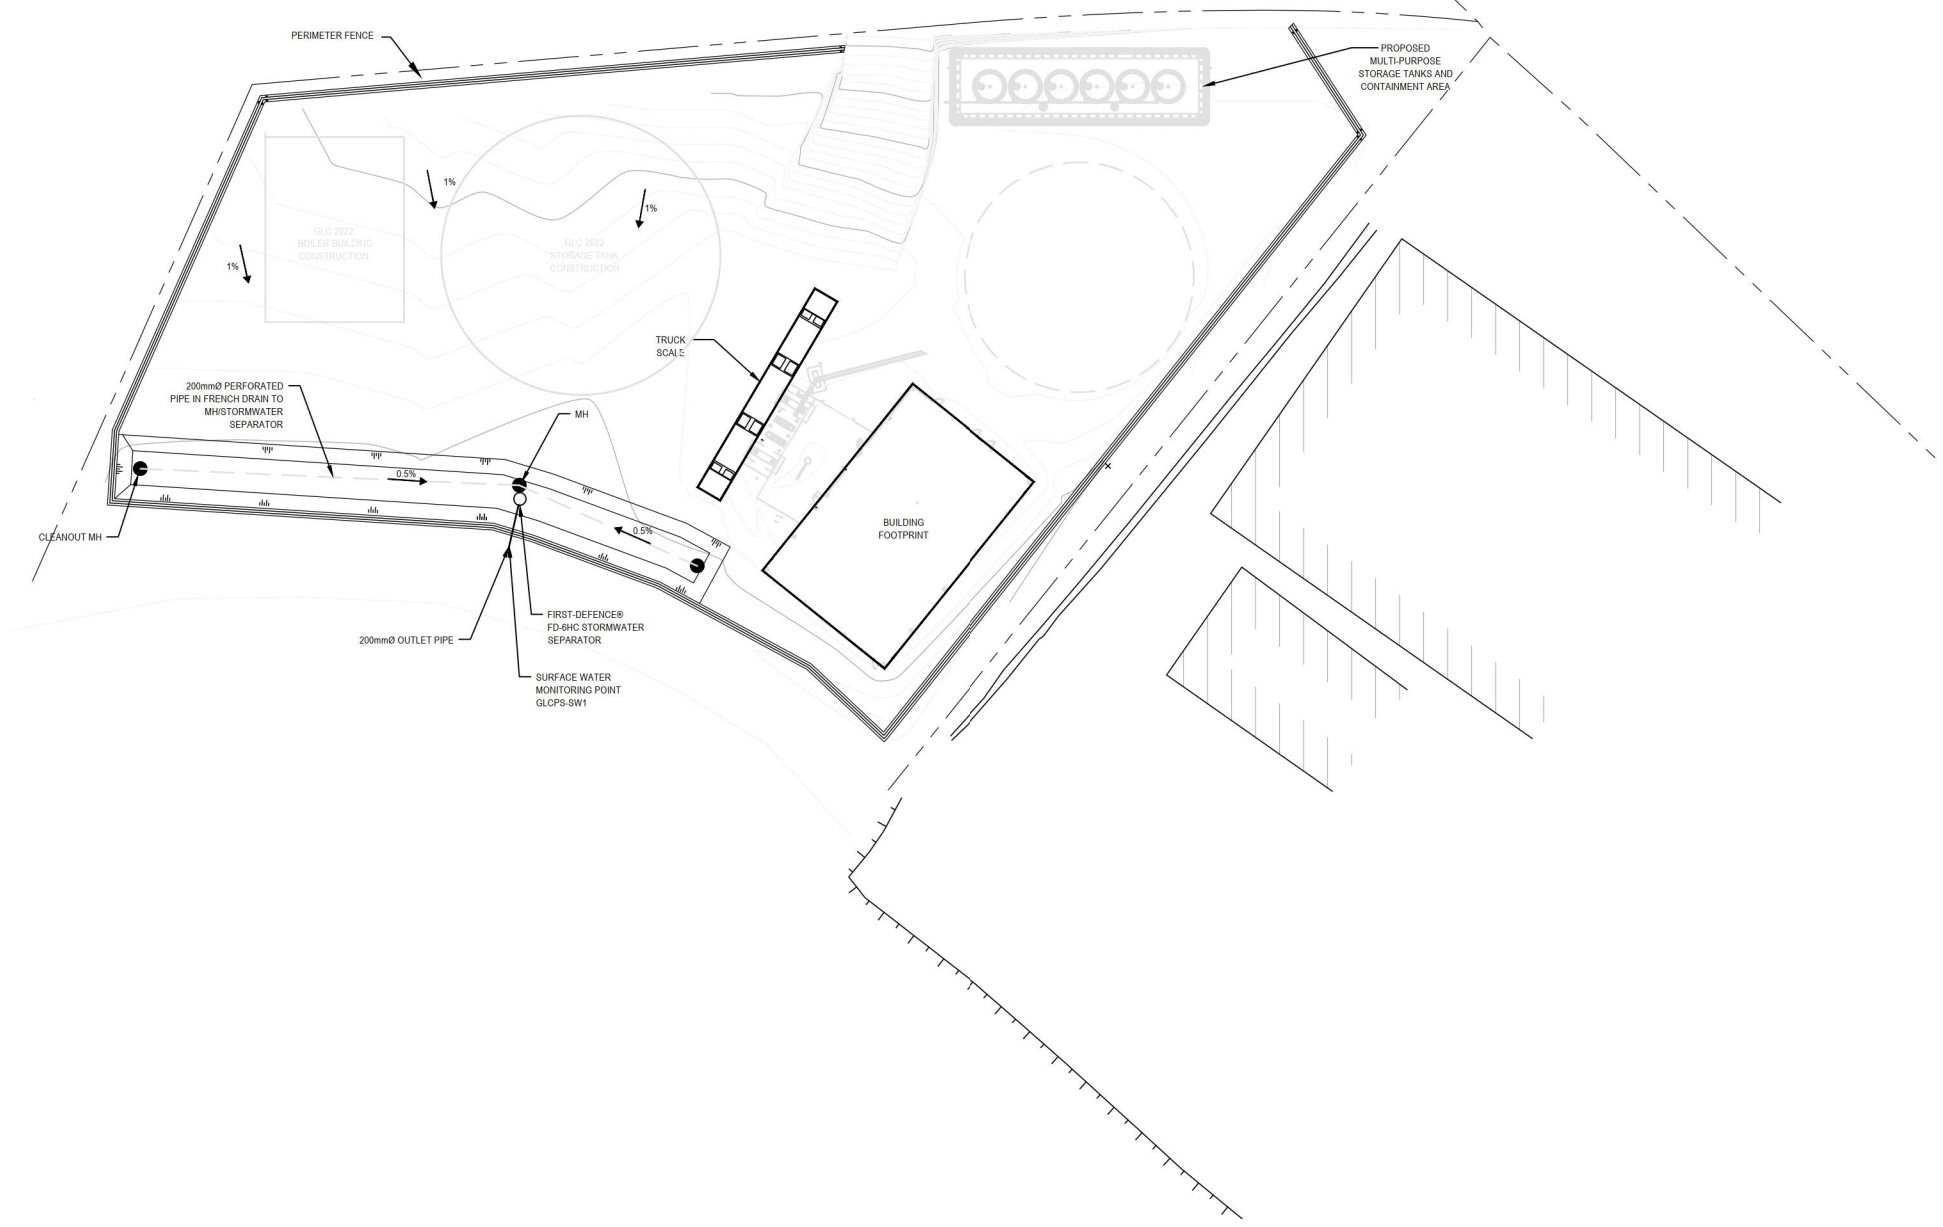 PERIMETER FENCE
PROPOSED
MULTI-PURPOSE
STORAGE TANKS AND
CONTAINMENT AREA
1%
1%
1%
GLC 2022
BOILER BUILDING
CONSTRUCTION
GLC 2022
STORAGE TANK
CONSTRUCTION
TRUCK
SCALE
200mmØ PERFORATED
PIPE IN FRENCH DRAIN TO
MH/STORMWATER
SEPARATOR
MH
0.5%
0.5%
BUILDING
FOOTPRINT
CLEANOUT MH
FIRST-DEFENCE®
FD-6HC STORMWATER
SEPARATOR
200mmØ OUTLET PIPE
SURFACE WATER
MONITORING POINT
GLCPS-SW1